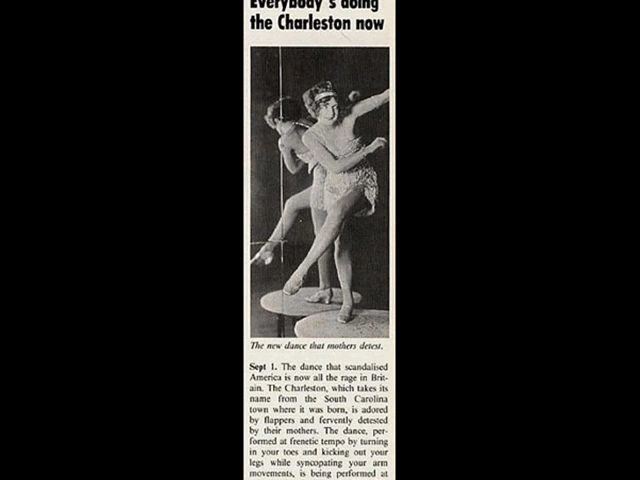 Everybody's doing
the Charleston now
The new dance that mothers detest.
Sept 1. The dance that scandalised
America is now all the rage in Brit-
ain. The Charleston, which takes its
name from the South Carolina
town where it was born, is adored
by flappers and fervently detested
by their mothers. The dance, per-
formed at frenetic tempo by turning
in your toes and kicking out your
legs while syncopating your arm
movements, is being performed at